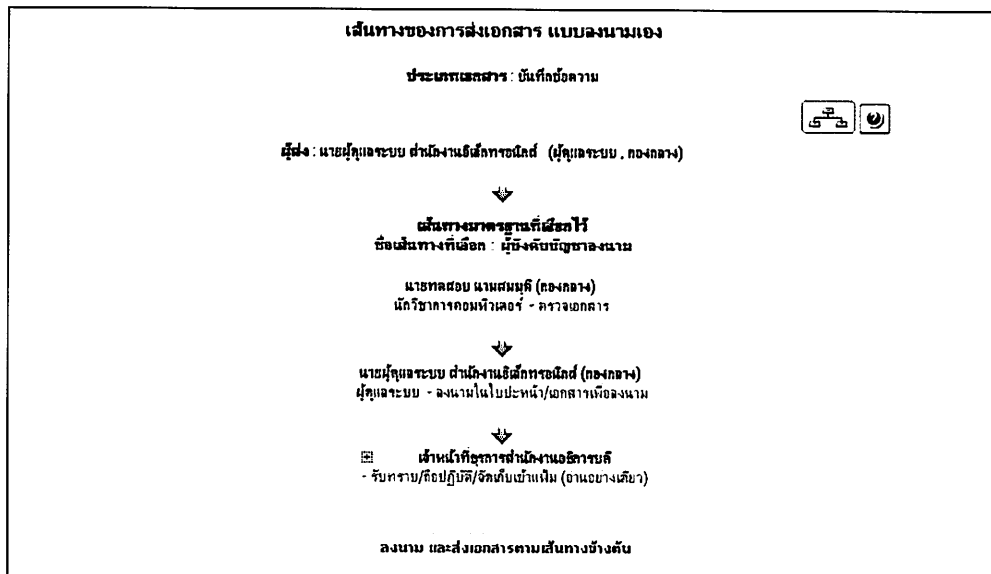 เส้นทางของการส่งเอกสาร แบบลงนามเอง
ประเภทเอกสาร : บันทึกข้อความ
ผู้ส่ง : นายผู้ดูแลระบบ สำนักงานอิเล็กทรอนิกส์ (ผู้ดูแลระบบ , กองกลาง)
เส้นทางมาตรฐานที่เลือกไว้
ชื่อเส้นทางที่เลือก : ผู้บังคับบัญชาลงนาม
นายทดสอบ นามสมมุติ (กองกลาง)
นักวิชาการคอมพิวเตอร์ - ตรวจเอกสาร
นายผู้ดูแลระบบ สำนักงานอิเล็กทรอนิกส์ (กองกลาง)
ผู้ดูแลระบบ - ลงนามในใบปะหน้า/เอกสารเพื่อลงนาม
เจ้าหน้าที่ธุรการสำนักงานอธิการบดี
- รับทราบ/ถือปฏิบัติ/จัดเก็บเข้าแฟ้ม (อ่านอย่างเดียว)
ลงนาม และส่งเอกสารตามเส้นทางข้างต้น